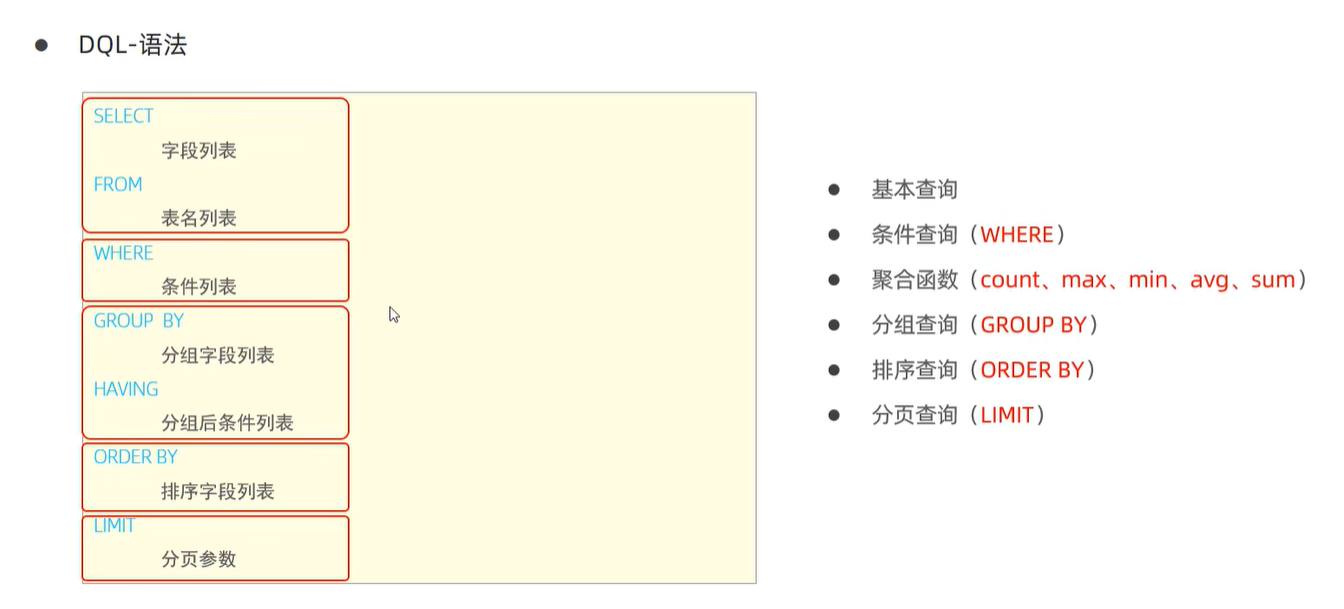 DQL-语法
SELECT
字段列表
FROM
表名列表
WHERE
条件列表
GROUP BY
分组字段列表
HAVING
分组后条件列表
ORDER BY
排序字段列表
LIMIT
分页参数
基本查询
条件查询（WHERE）
聚合函数（count、max、min、avg、sum）
分组查询（GROUP BY）
排序查询（ORDER BY）
分页查询（LIMIT）